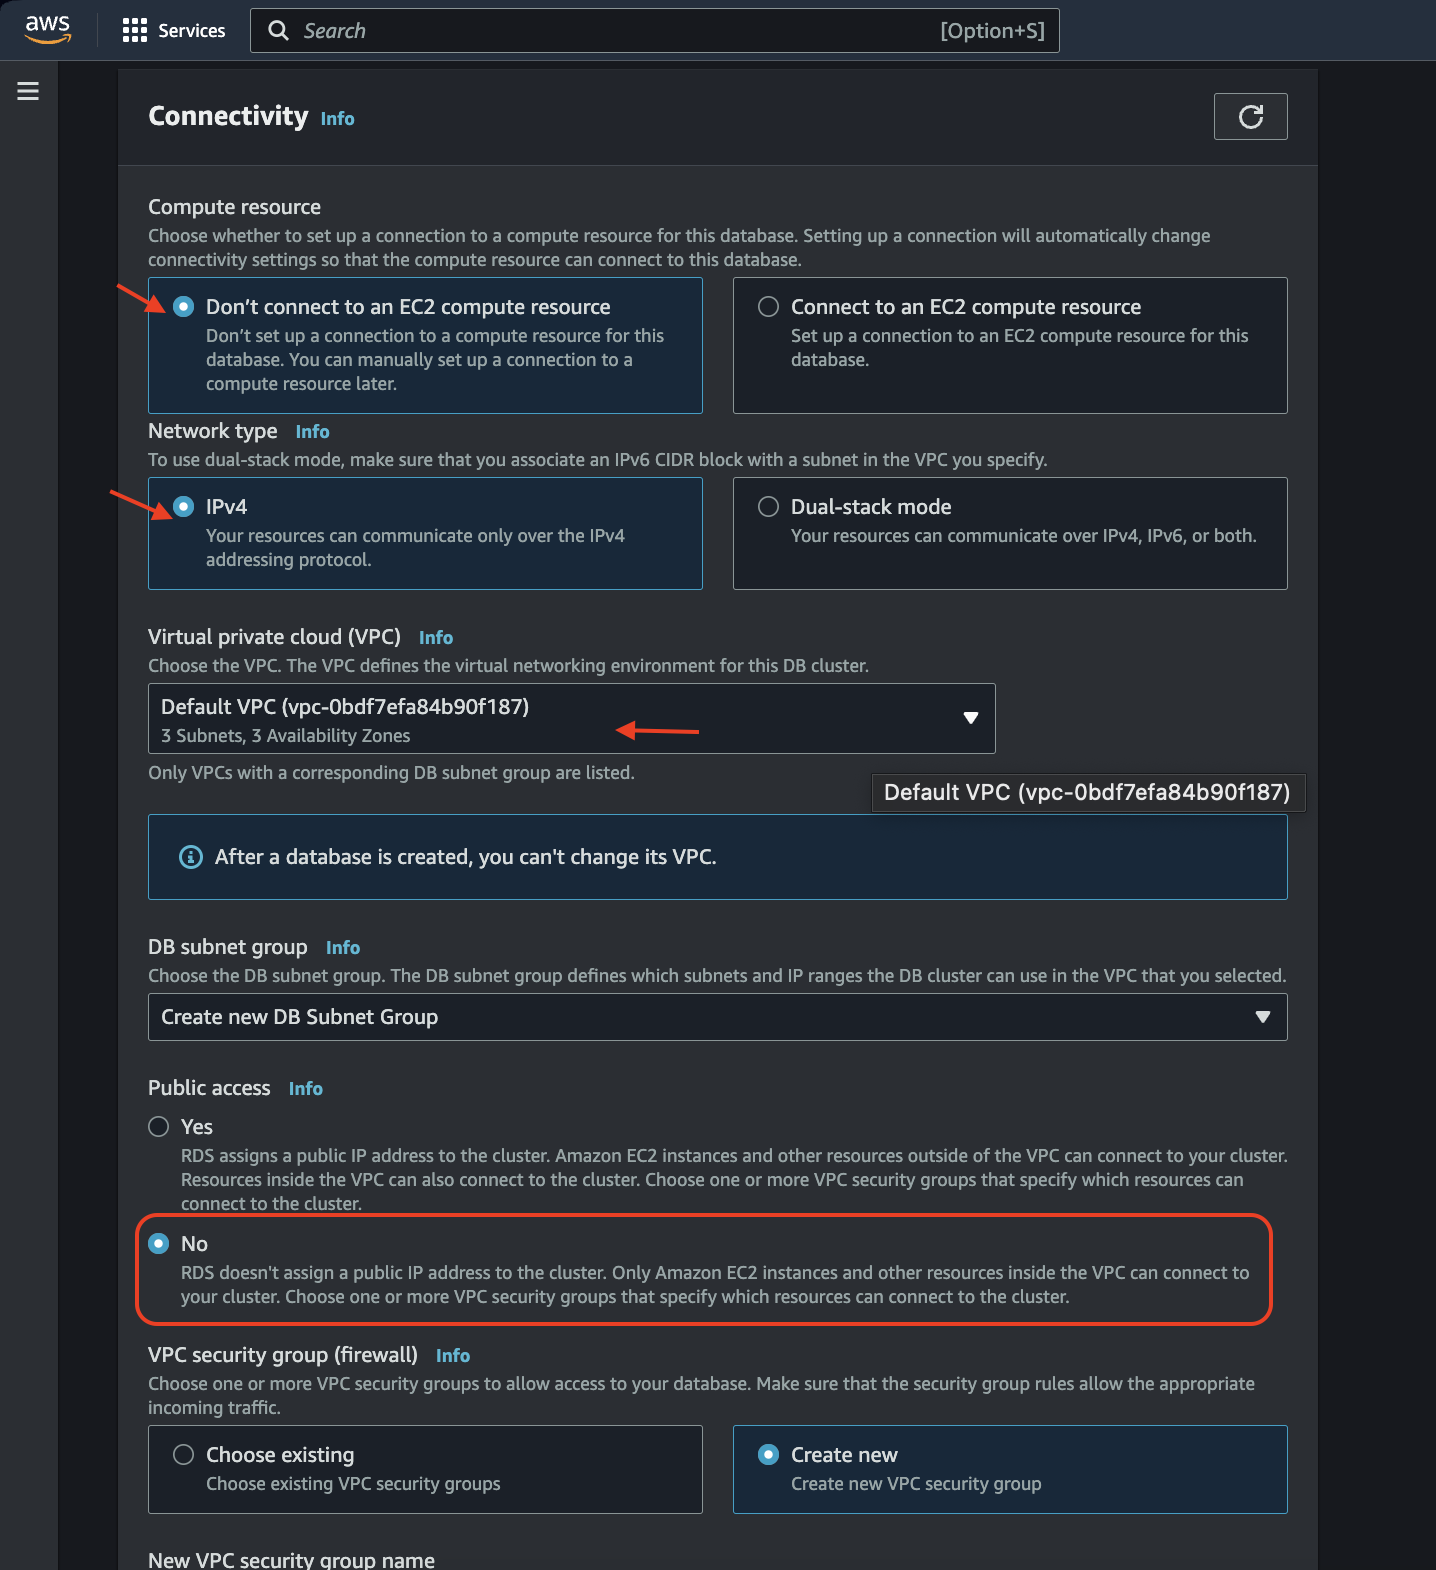 aws
Services
Search
[Option+S]
Connectivity Info
Compute resource
Choose whether to set up a connection to a compute resource for this database. Setting up a connection will automatically change
connectivity settings so that the compute resource can connect to this database.
Don’t connect to an EC2 compute resource
Don’t set up a connection to a compute resource for this
database. You can manually set up a connection to a
compute resource later.
Connect to an EC2 compute resource
Set up a connection to an EC2 compute resource for this
database.
Network type Info
To use dual-stack mode, make sure that you associate an IPv6 CIDR block with a subnet in the VPC you specify.
IPv4
Your resources can communicate only over the IPv4
addressing protocol.
Dual-stack mode
Your resources can communicate over IPv4, IPv6, or both.
Virtual private cloud (VPC) Info
Choose the VPC. The VPC defines the virtual networking environment for this DB cluster.
Default VPC (vpc-0bdf7efa84b90f187)
3 Subnets, 3 Availability Zones
Only VPCs with a corresponding DB subnet group are listed.
Default VPC (vpc-0bdf7efa84b90f187)
After a database is created, you can't change its VPC.
DB subnet group Info
Choose the DB subnet group. The DB subnet group defines which subnets and IP ranges the DB cluster can use in the VPC that you selected.
Create new DB Subnet Group
Public access Info
Yes
RDS assigns a public IP address to the cluster. Amazon EC2 instances and other resources outside of the VPC can connect to your cluster.
Resources inside the VPC can also connect to the cluster. Choose one or more VPC security groups that specify which resources can
connect to the cluster.
No
RDS doesn't assign a public IP address to the cluster. Only Amazon EC2 instances and other resources inside the VPC can connect to
your cluster. Choose one or more VPC security groups that specify which resources can connect to the cluster.
VPC security group (firewall) Info
Choose one or more VPC security groups to allow access to your database. Make sure that the security group rules allow the appropriate
incoming traffic.
Choose existing
Choose existing VPC security groups
Create new
Create new VPC security group
New VPC security group name